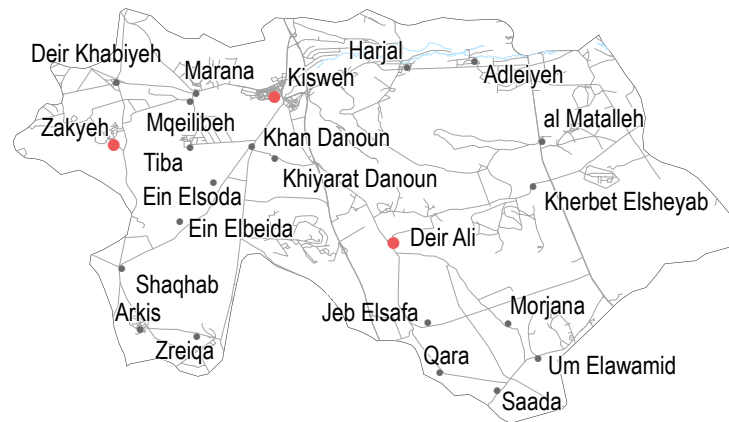 Harjal
Deir Khabiyeh
Marana
Kisweh
Adleiyeh
Mqeilibeh
al Matalleh
Zakyeh
Khan Danoun
Tiba
Khiyarat Danoun
Ein Elsoda
Kherbet Elsheyab
Ein Elbeida
Deir Ali
Shaqhab
Arkis
Jeb Elsafa
Morjana
Zreiqa
Qara
Um Elawamid
Saada